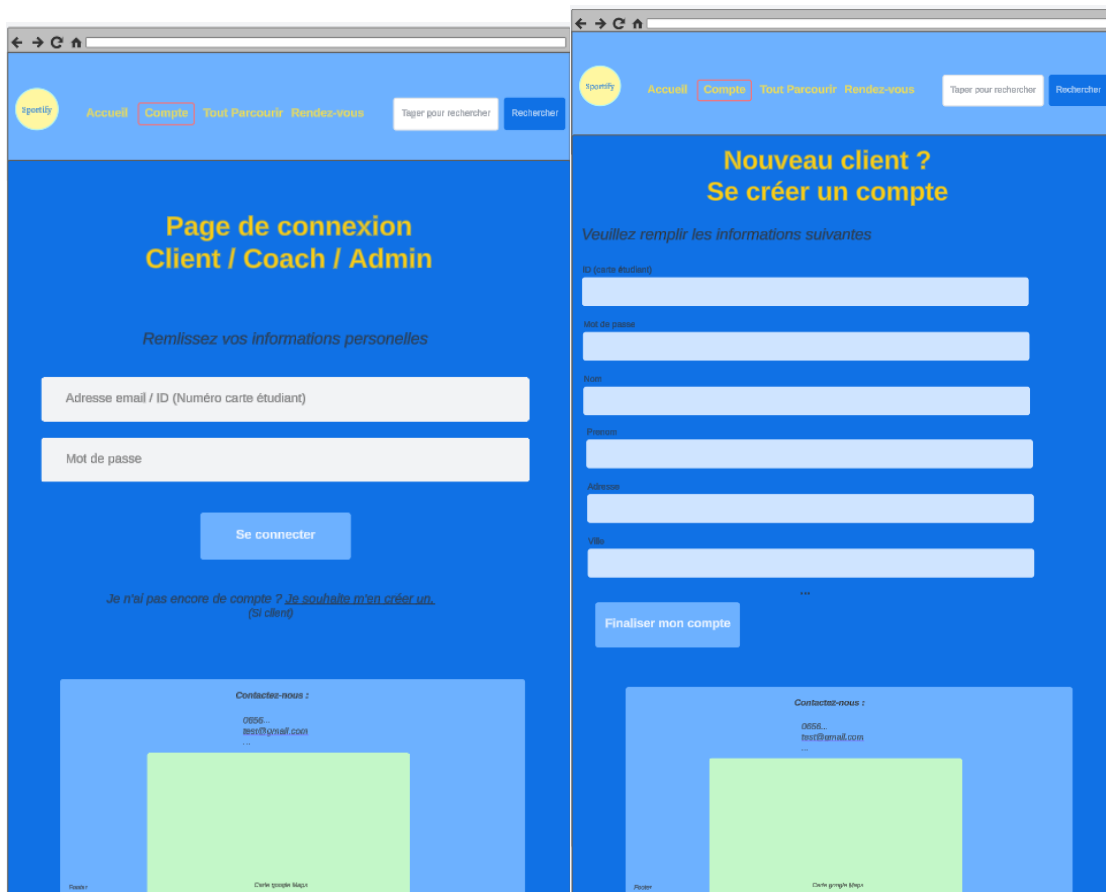 Sportify
Accueil Compte Tout Parcourir Rendez-vous
Taper pour rechercher
Rechercher
Page de connexion
Client / Coach / Admin
Remlissez vos informations personelles
Adresse email / ID (Numéro carte étudiant)
Mot de passe
Se connecter
Je n'ai pas encore de compte ? Je souhaite m'en créer un.
(Si client)
Contactez-nous :
0656...
test@gmail.com
...
Footer
Carte google Maps
Sportify
Accueil Compte Tout Parcourir Rendez-vous
Taper pour rechercher
Rechercher
Nouveau client ?
Se créer un compte
Veuillez remplir les informations suivantes
ID (carte étudiant)
Mot de passe
Nom
Prenom
Adresse
Ville
...
Finaliser mon compte
Contactez-nous :
0656...
test@gmail.com
...
Footer
Carte google Maps